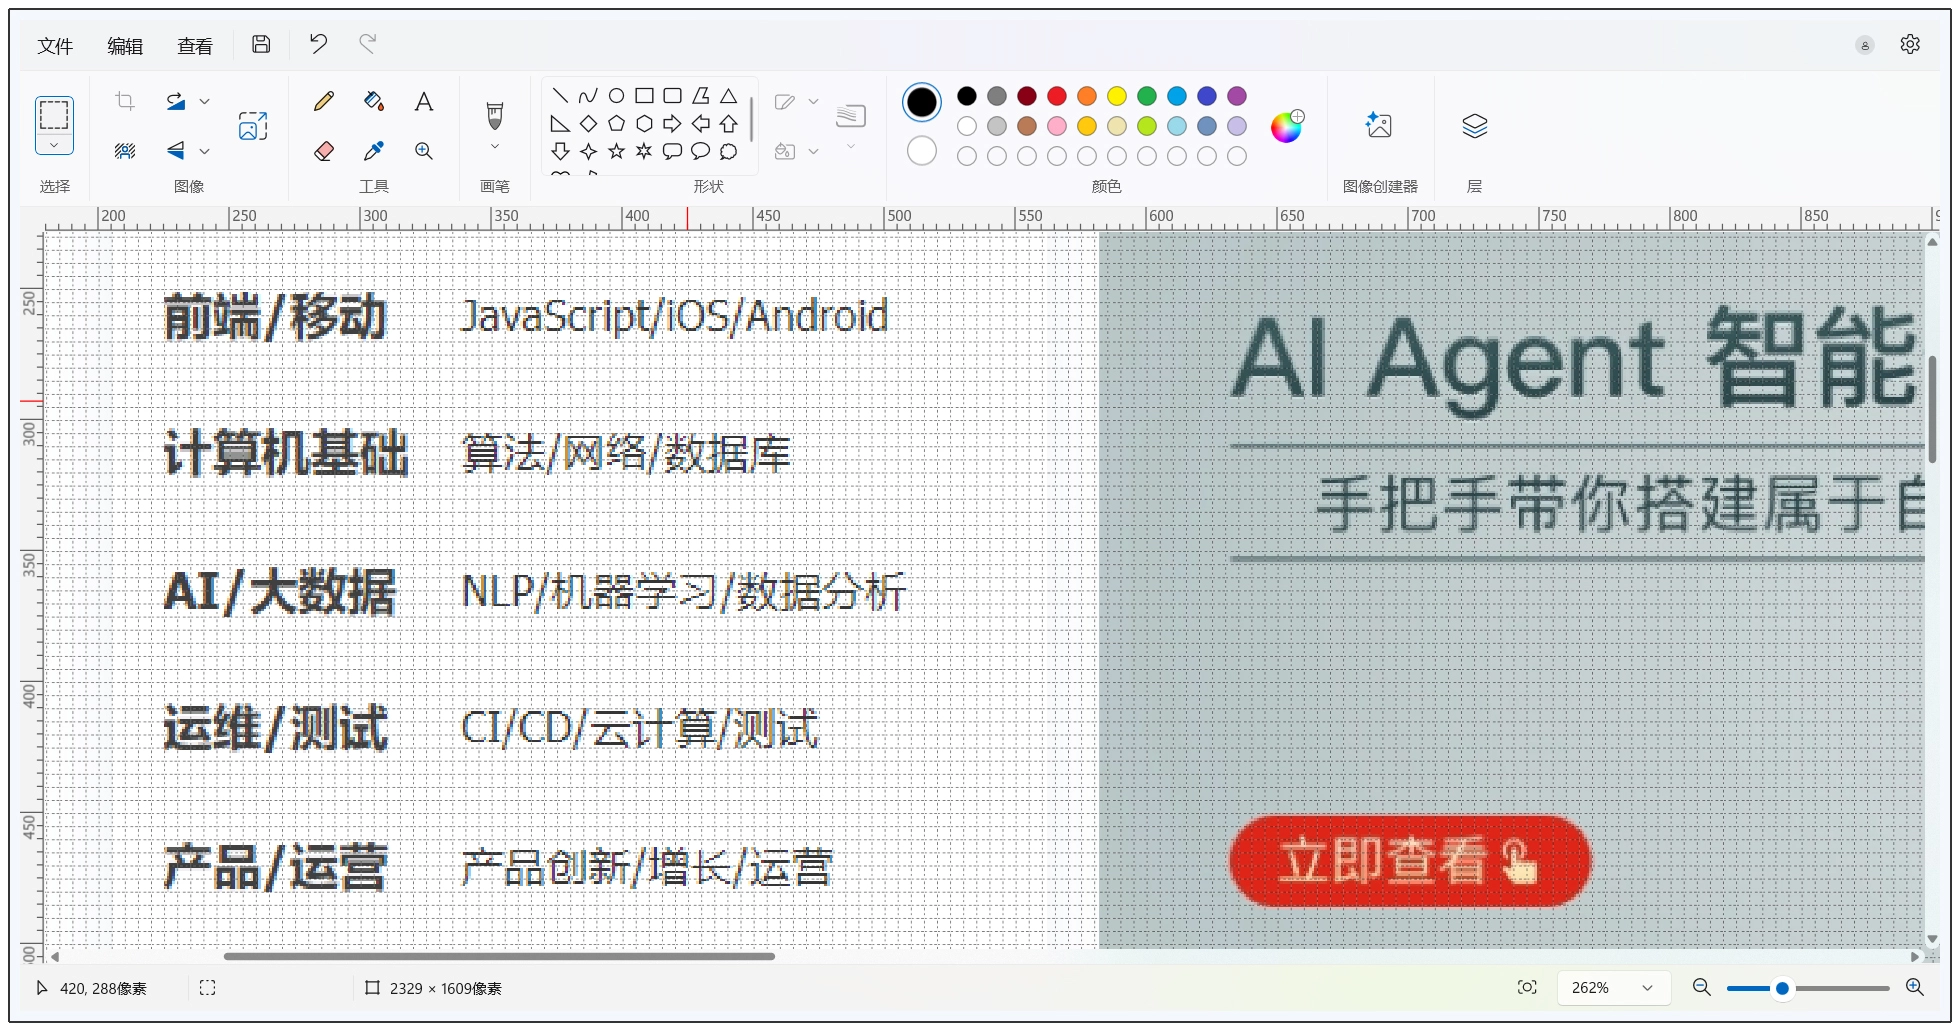 文件 编辑 查看
选择 图像 工具 画笔 形状 颜色 图像创建器 层
200 250 300 350 400 450 500 550 600 650 700 750 800 850
250
300
350
400
450
前端/移动 JavaScript/iOS/Android
计算机基础 算法/网络/数据库
AI/大数据 NLP/机器学习/数据分析
运维/测试 CI/CD/云计算/测试
产品/运营 产品创新/增长/运营
AI Agent 智能
手把手带你搭建属于自
立即查看
420, 288像素 2329 × 1609像素 262%